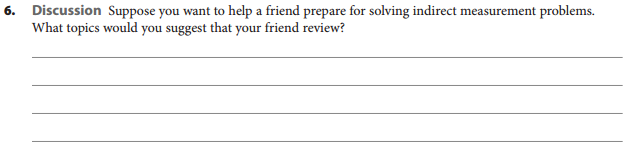 6. Discussion Suppose you want to help a friend prepare for solving indirect measurement problems.
What topics would you suggest that your friend review?